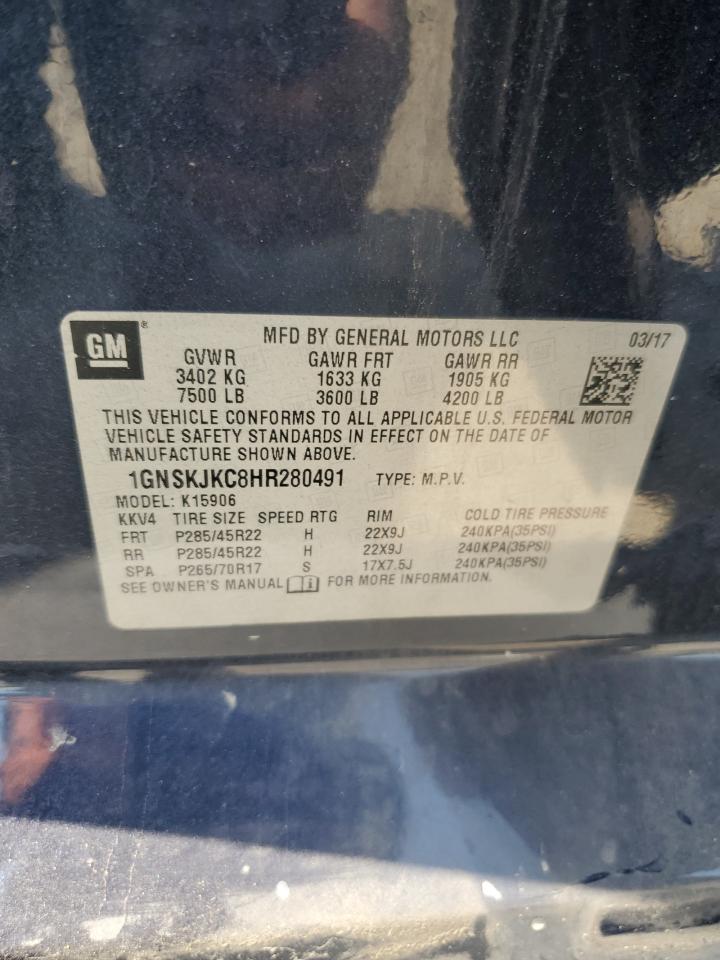 GM ® MFD BY GENERAL MOTORS LLC 03/17
GVWR GAWR FRT GAWR RR
3402 KG 1633 KG 1905 KG
7500 LB 3600 LB 4200 LB
THIS VEHICLE CONFORMS TO ALL APPLICABLE U.S. FEDERAL MOTOR
VEHICLE SAFETY STANDARDS IN EFFECT ON THE DATE OF
MANUFACTURE SHOWN ABOVE.
1GNSKJKC8HR280491 TYPE: M.P.V.
MODEL: K15906
KKV4 TIRE SIZE SPEED RTG RIM COLD TIRE PRESSURE
FRT P285/45R22 H 22X9J 240KPA(35PSI)
RR P285/45R22 H 22X9J 240KPA(35PSI)
SPA P265/70R17 S 17X7.5J 240KPA(35PSI)
SEE OWNER'S MANUAL FOR MORE INFORMATION.